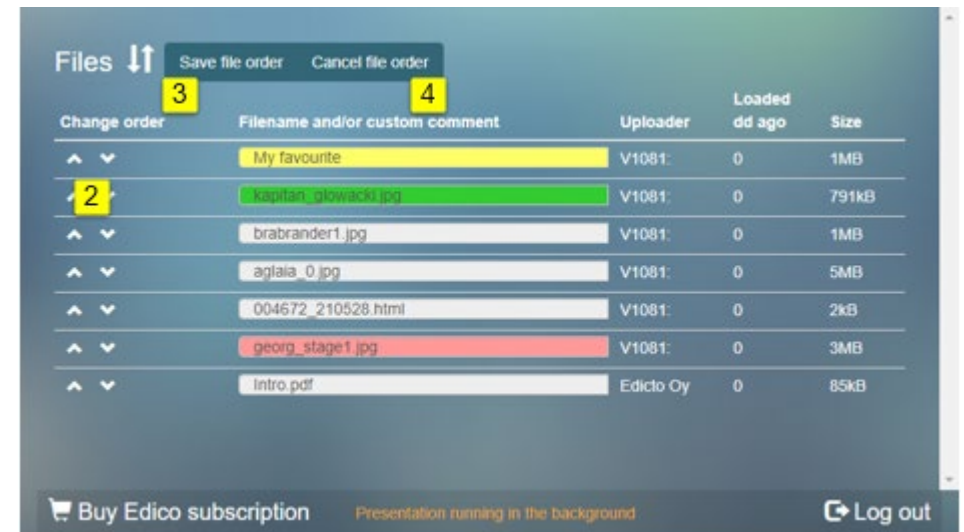 Files Save file order Cancel file order
3 4
Change order Filename and/or custom comment Uploader Loaded dd ago Size
My favourite V1081: 0 1MB
2 kapitan_glowacki.jpg V1081: 0 791kB
brabrander1.jpg V1081: 0 1MB
aglaia_0.jpg V1081: 0 5MB
004672_210528.html V1081: 0 2kB
georg_stage1.jpg V1081: 0 3MB
Intro.pdf Edicto Oy 0 85kB
Buy Edico subscription Presentation running in the background Log out